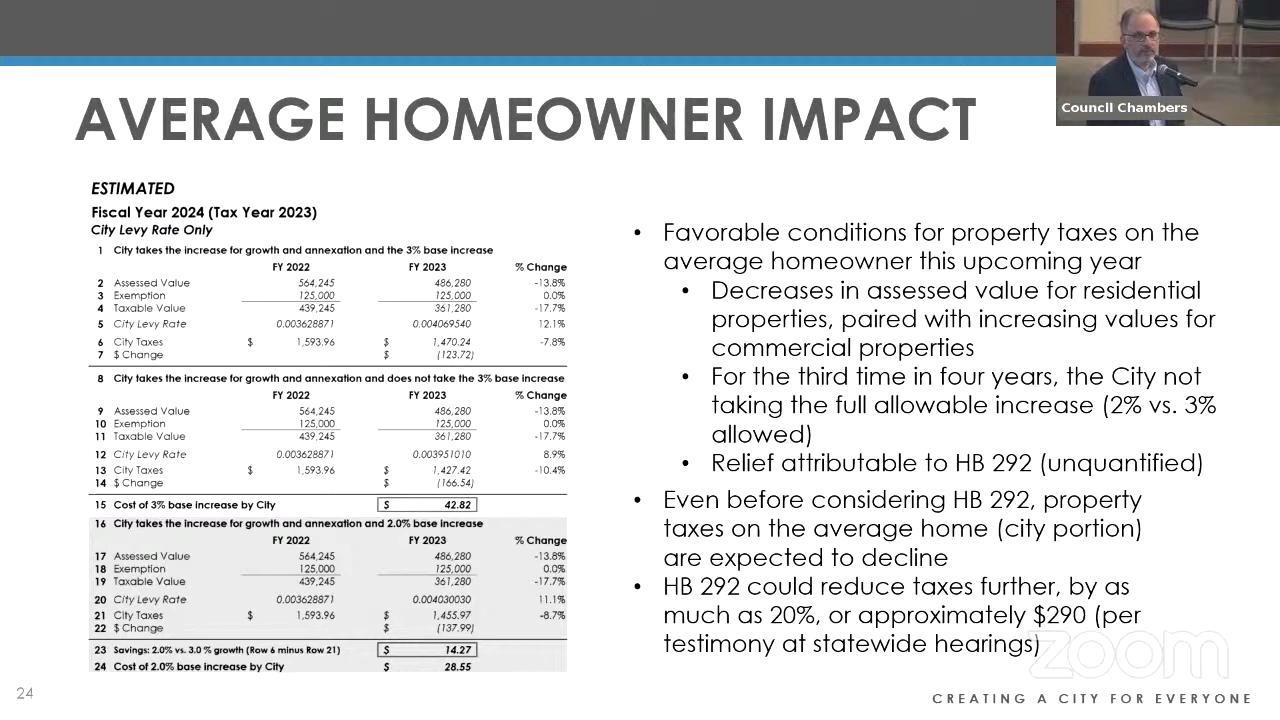 Council Chambers
AVERAGE HOMEOWNER IMPACT
ESTIMATED
Fiscal Year 2024 (Tax Year 2023)
City Levy Rate Only
1 City takes the increase for growth and annexation and the 3% base increase
FY 2022 FY 2023 % Change
2 Assessed Value 564,245 486,280 -13.8%
3 Exemption 125,000 125,000 0.0%
4 Taxable Value 439,245 361,280 -17.7%
5 City Levy Rate 0.003628871 0.004069540 12.1%
6 City Taxes $ 1,593.96 $ 1,470.24 -7.8%
7 $ Change $ (123.72)
8 City takes the increase for growth and annexation and does not take the 3% base increase
FY 2022 FY 2023 % Change
9 Assessed Value 564,245 486,280 -13.8%
10 Exemption 125,000 125,000 0.0%
11 Taxable Value 439,245 361,280 -17.7%
12 City Levy Rate 0.003628871 0.003951010 8.9%
13 City Taxes $ 1,593.96 $ 1,427.42 -10.4%
14 $ Change $ (166.54)
15 Cost of 3% base increase by City $ 42.82
16 City takes the increase for growth and annexation and 2.0% base increase
FY 2022 FY 2023 % Change
17 Assessed Value 564,245 486,280 -13.8%
18 Exemption 125,000 125,000 0.0%
19 Taxable Value 439,245 361,280 -17.7%
20 City Levy Rate 0.003628871 0.004030030 11.1%
21 City Taxes $ 1,593.96 $ 1,455.97 -8.7%
22 $ Change $ (137.99)
23 Savings: 2.0% vs. 3.0 % growth (Row 6 minus Row 21) $ 14.27
24 Cost of 2.0% base increase by City $ 28.55
• Favorable conditions for property taxes on the
average homeowner this upcoming year
• Decreases in assessed value for residential
properties, paired with increasing values for
commercial properties
• For the third time in four years, the City not
taking the full allowable increase (2% vs. 3%
allowed)
• Relief attributable to HB 292 (unquantified)
• Even before considering HB 292, property
taxes on the average home (city portion)
are expected to decline
• HB 292 could reduce taxes further, by as
much as 20%, or approximately $290 (per
testimony at statewide hearings)
zoom
24
CREATING A CITY FOR EVERYONE